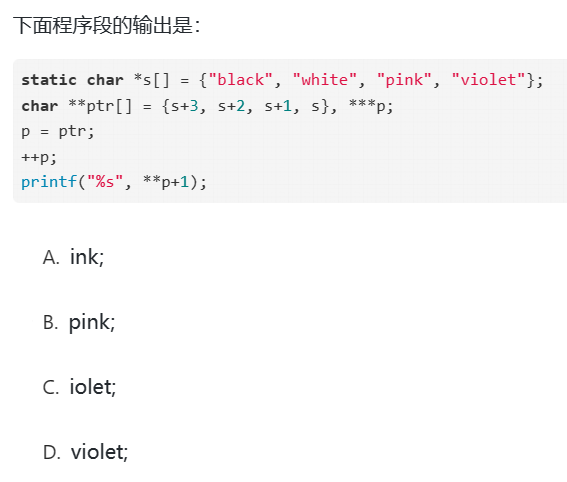 下面程序段的输出是：
static char *s[] = {"black", "white", "pink", "violet"};
char **ptr[] = {s+3, s+2, s+1, s}, ***p;
p = ptr;
++p;
printf("%s", **p+1);
A. ink;
B. pink;
C. iolet;
D. violet;